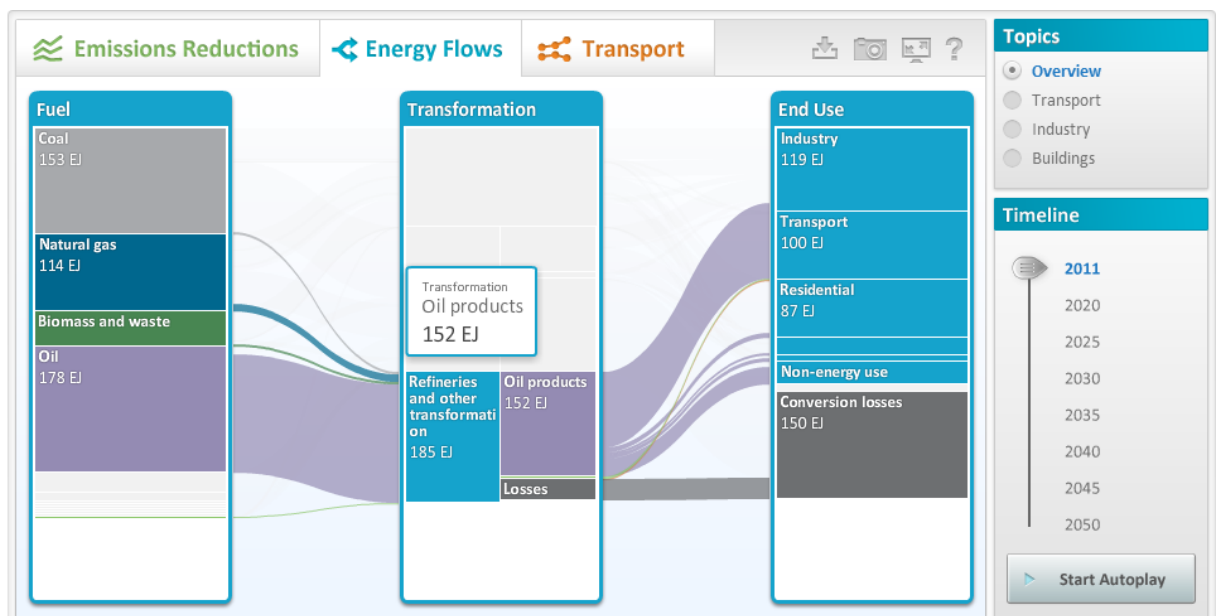 Emissions Reductions
Energy Flows
Transport
?
Fuel
Coal
153 EJ
Natural gas
114 EJ
Biomass and waste
Oil
178 EJ
Transformation
Transformation
Oil products
152 EJ
Refineries
and other
transformati
on
185 EJ
Oil products
152 EJ
Losses
End Use
Industry
119 EJ
Transport
100 EJ
Residential
87 EJ
Non-energy use
Conversion losses
150 EJ
Topics
Overview
Transport
Industry
Buildings
Timeline
2011
2020
2025
2030
2035
2040
2045
2050
Start Autoplay